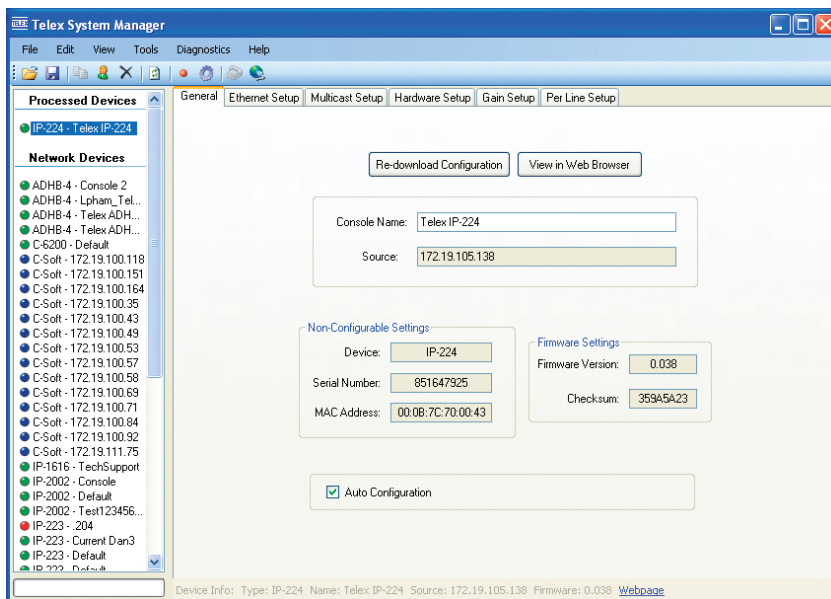 TELEX Telex System Manager
File Edit View Tools Diagnostics Help
Processed Devices
IP-224 - Telex IP-224
Network Devices
ADHB-4 - Console 2
ADHB-4 - Lpham_Tel...
ADHB-4 - Telex ADH...
ADHB-4 - Telex ADH...
C-6200 - Default
C-Soft - 172.19.100.118
C-Soft - 172.19.100.151
C-Soft - 172.19.100.164
C-Soft - 172.19.100.35
C-Soft - 172.19.100.43
C-Soft - 172.19.100.49
C-Soft - 172.19.100.53
C-Soft - 172.19.100.57
C-Soft - 172.19.100.58
C-Soft - 172.19.100.69
C-Soft - 172.19.100.71
C-Soft - 172.19.100.84
C-Soft - 172.19.100.92
C-Soft - 172.19.111.75
IP-1616 - TechSupport
IP-2002 - Console
IP-2002 - Default
IP-2002 - Test123456...
IP-223 - .204
IP-223 - Current Dan3
IP-223 - Default
IP-223 - Default
General Ethernet Setup Multicast Setup Hardware Setup Gain Setup Per Line Setup
Re-download Configuration View in Web Browser
Console Name: Telex IP-224
Source: 172.19.105.138
Non-Configurable Settings
Device: IP-224
Serial Number: 851647925
MAC Address: 00:0B:7C:70:00:43
Firmware Settings
Firmware Version: 0.038
Checksum: 359A5A23
Auto Configuration
Device Info: Type: IP-224 Name: Telex IP-224 Source: 172.19.105.138 Firmware: 0.038 Webpage